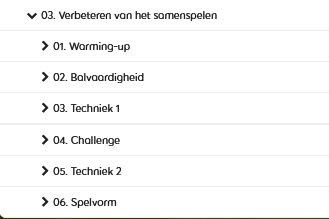 03. Verbeteren van het samenspelen
01. Warming-up
02. Balvaardigheid
03. Techniek 1
04. Challenge
05. Techniek 2
06. Spelvorm